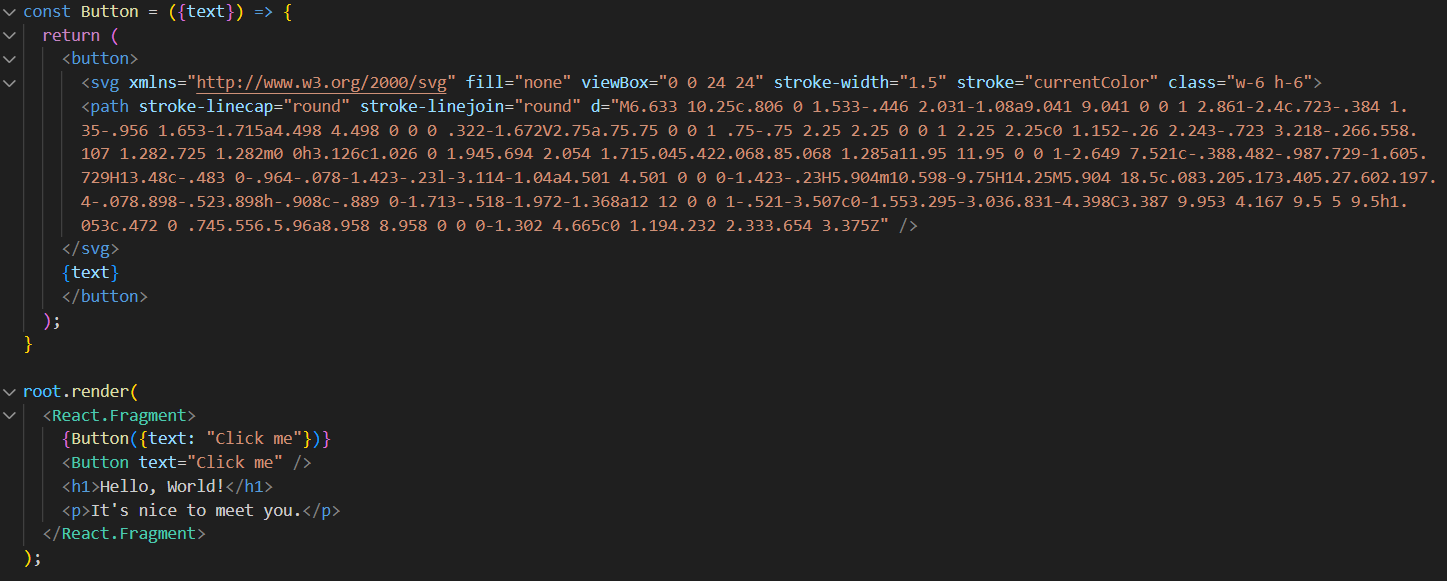 const Button = ({text}) => {
return (
<button>
<svg xmlns="http://www.w3.org/2000/svg" fill="none" viewBox="0 0 24 24" stroke-width="1.5" stroke="currentColor" class="w-6 h-6">
<path stroke-linecap="round" stroke-linejoin="round" d="M6.633 10.25c.806 0 1.533-.446 2.031-1.08a9.041 9.041 0 0 1 2.861-2.4c.723-.384 1.
35-.956 1.653-1.715a4.498 4.498 0 0 0 .322-1.672V2.75a.75.75 0 0 1 .75-.75 2.25 2.25 0 0 1 2.25 2.25c0 1.152-.26 2.243-.723 3.218-.266.558.
107 1.282.725 1.282m0 0h3.126c1.026 0 1.945.694 2.054 1.715.045.422.068.85.068 1.285a11.95 11.95 0 0 1-2.649 7.521c-.388.482-.987.729-1.605.
729H13.48c-.483 0-.964-.078-1.423-.23l-3.114-1.04a4.501 4.501 0 0 0-1.423-.23H5.904m10.598-9.75H14.25M5.904 18.5c.083.205.173.405.27.602.197.
4-.078.898-.523.898h-.908c-.889 0-1.713-.518-1.972-1.368a12 12 0 0 1-.521-3.507c0-1.553.295-3.036.831-4.398C3.387 9.953 4.167 9.5 5 9.5h1.
053c.472 0 .745.556.5.96a8.958 8.958 0 0 0-1.302 4.665c0 1.194.232 2.333.654 3.375Z" />
</svg>
{text}
</button>
);
}
root.render(
<React.Fragment>
{Button({text: "Click me"})}
<Button text="Click me" />
<h1>Hello, World!</h1>
<p>It's nice to meet you.</p>
</React.Fragment>
);